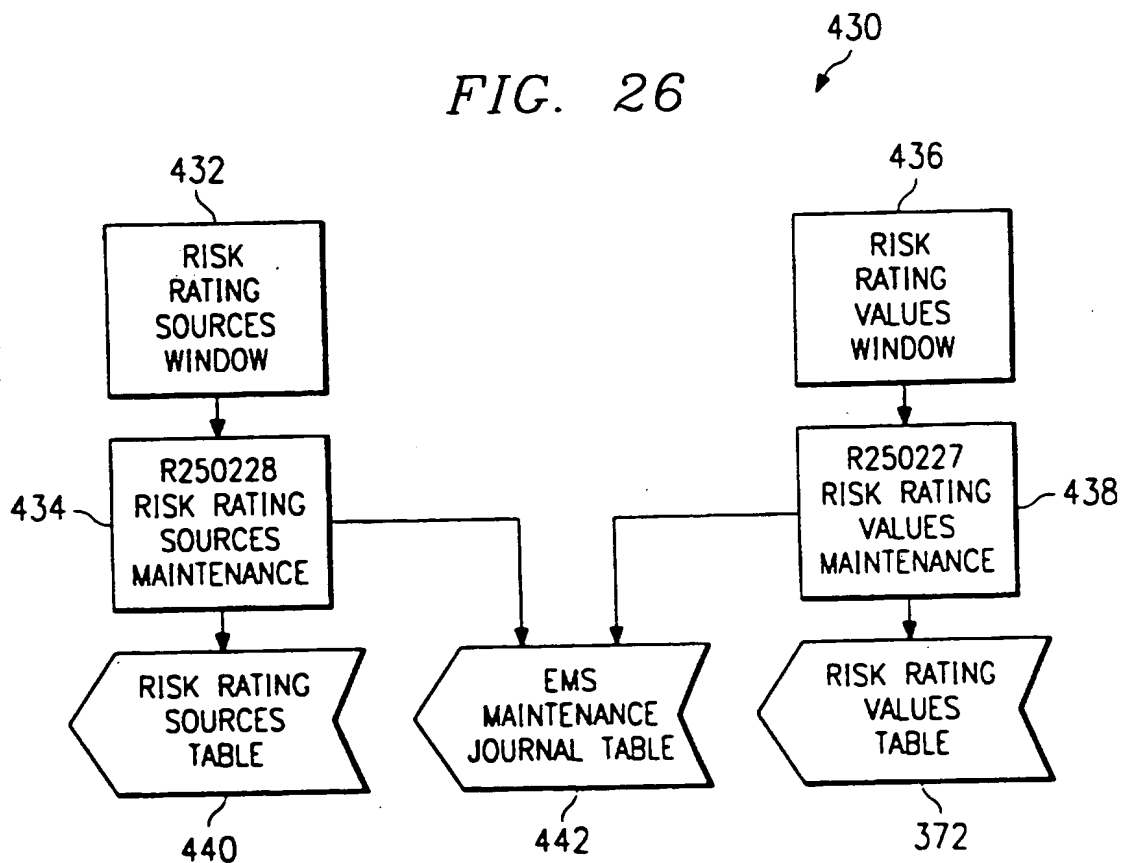 430
FIG. 26
432
RISK
RATING
SOURCES
WINDOW
436
RISK
RATING
VALUES
WINDOW
434
R250228
RISK RATING
SOURCES
MAINTENANCE
R250227
RISK RATING
VALUES
MAINTENANCE
438
RISK RATING
SOURCES
TABLE
440
EMS
MAINTENANCE
JOURNAL TABLE
442
RISK RATING
VALUES
TABLE
372